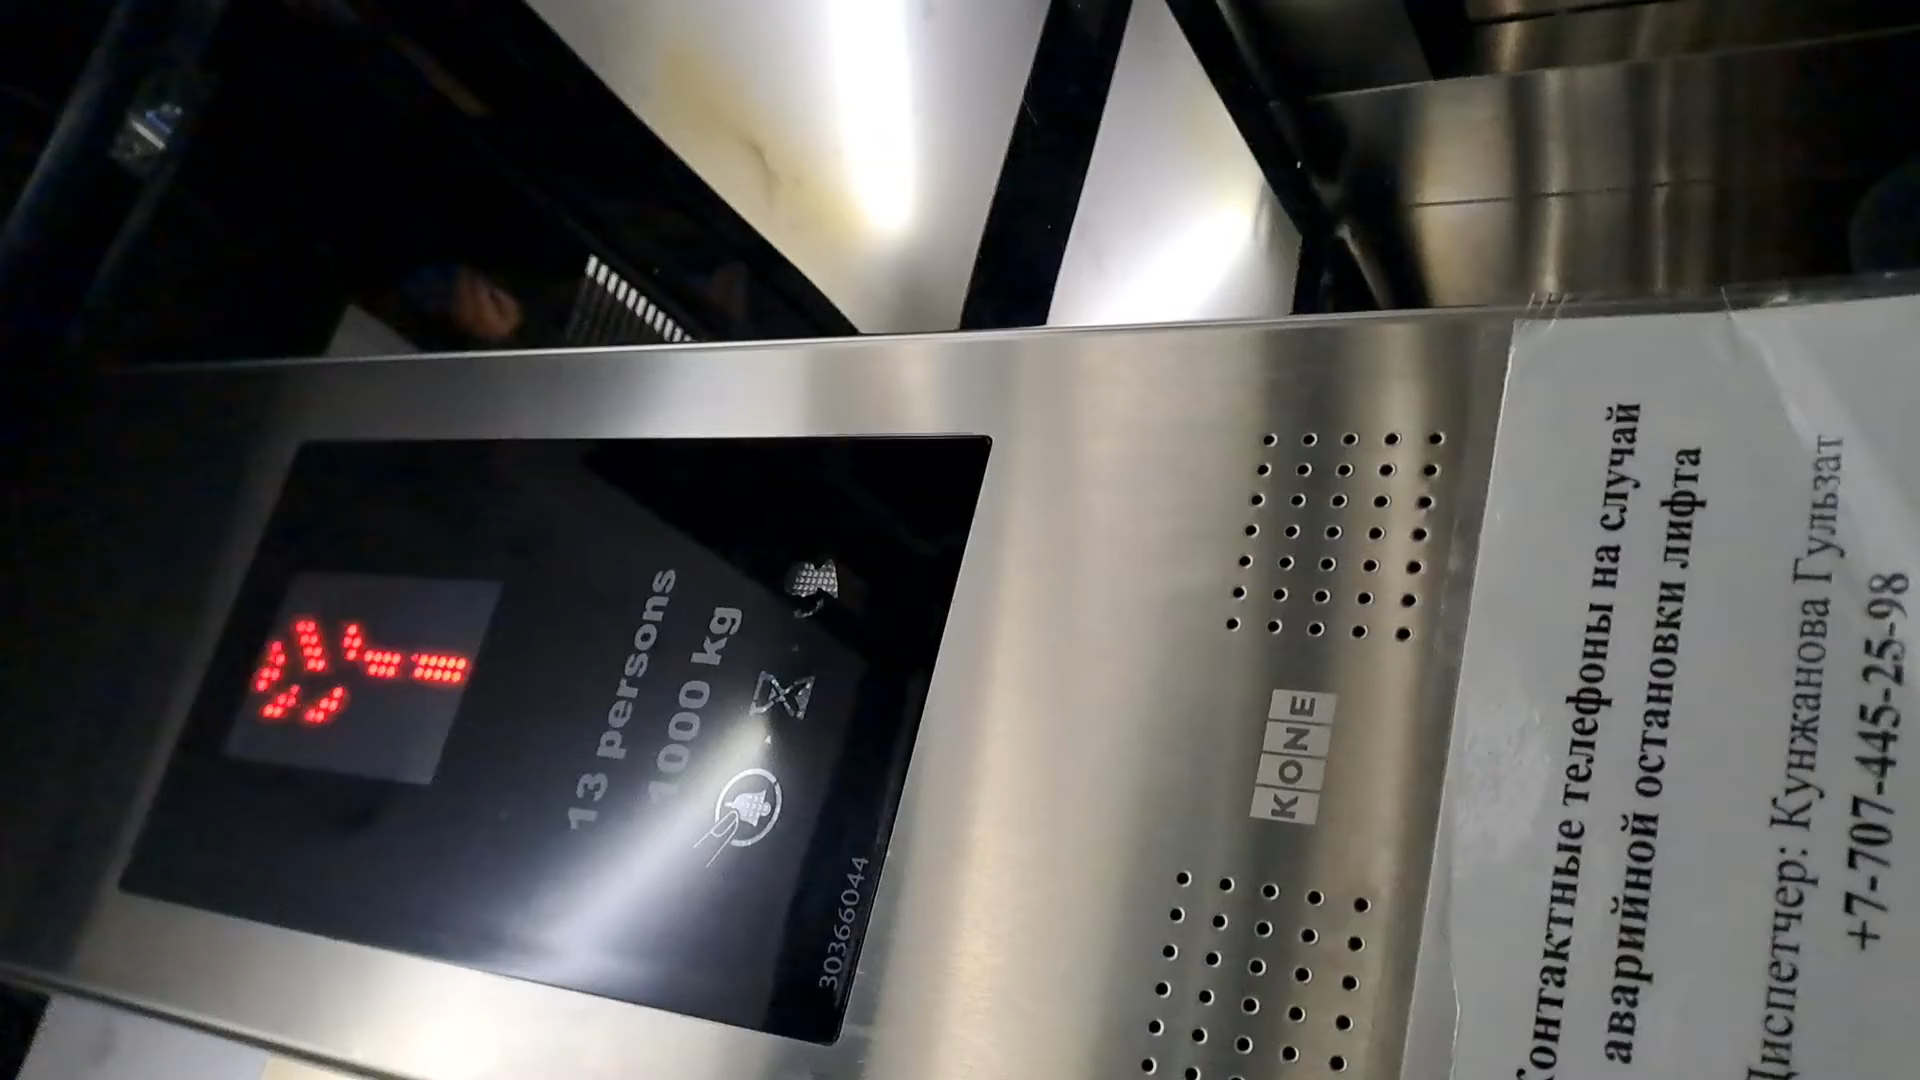 13 persons
1000 kg
30366044
KONE
Контактные телефоны на случай
аварийной остановки лифта
Диспетчер: Кунжанова Гульзат
+7-707-445-25-98